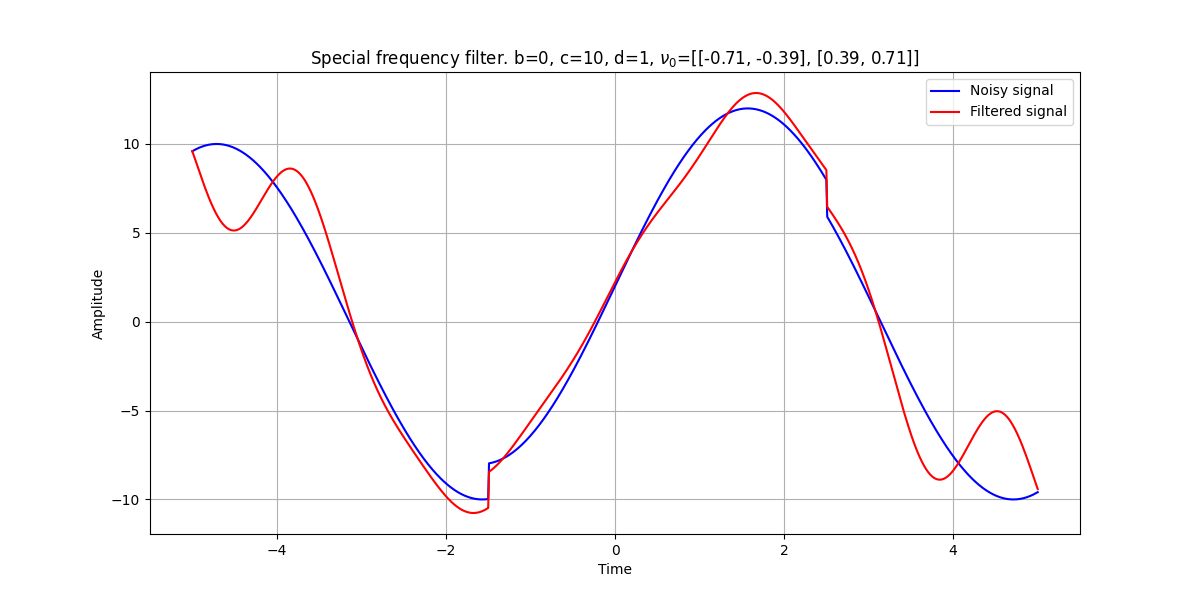 Special frequency filter. b=0, c=10, d=1, ν₀=[[-0.71, -0.39], [0.39, 0.71]]
Noisy signal
Filtered signal
10
5
0
−5
−10
Amplitude
−4
−2
0
2
4
Time